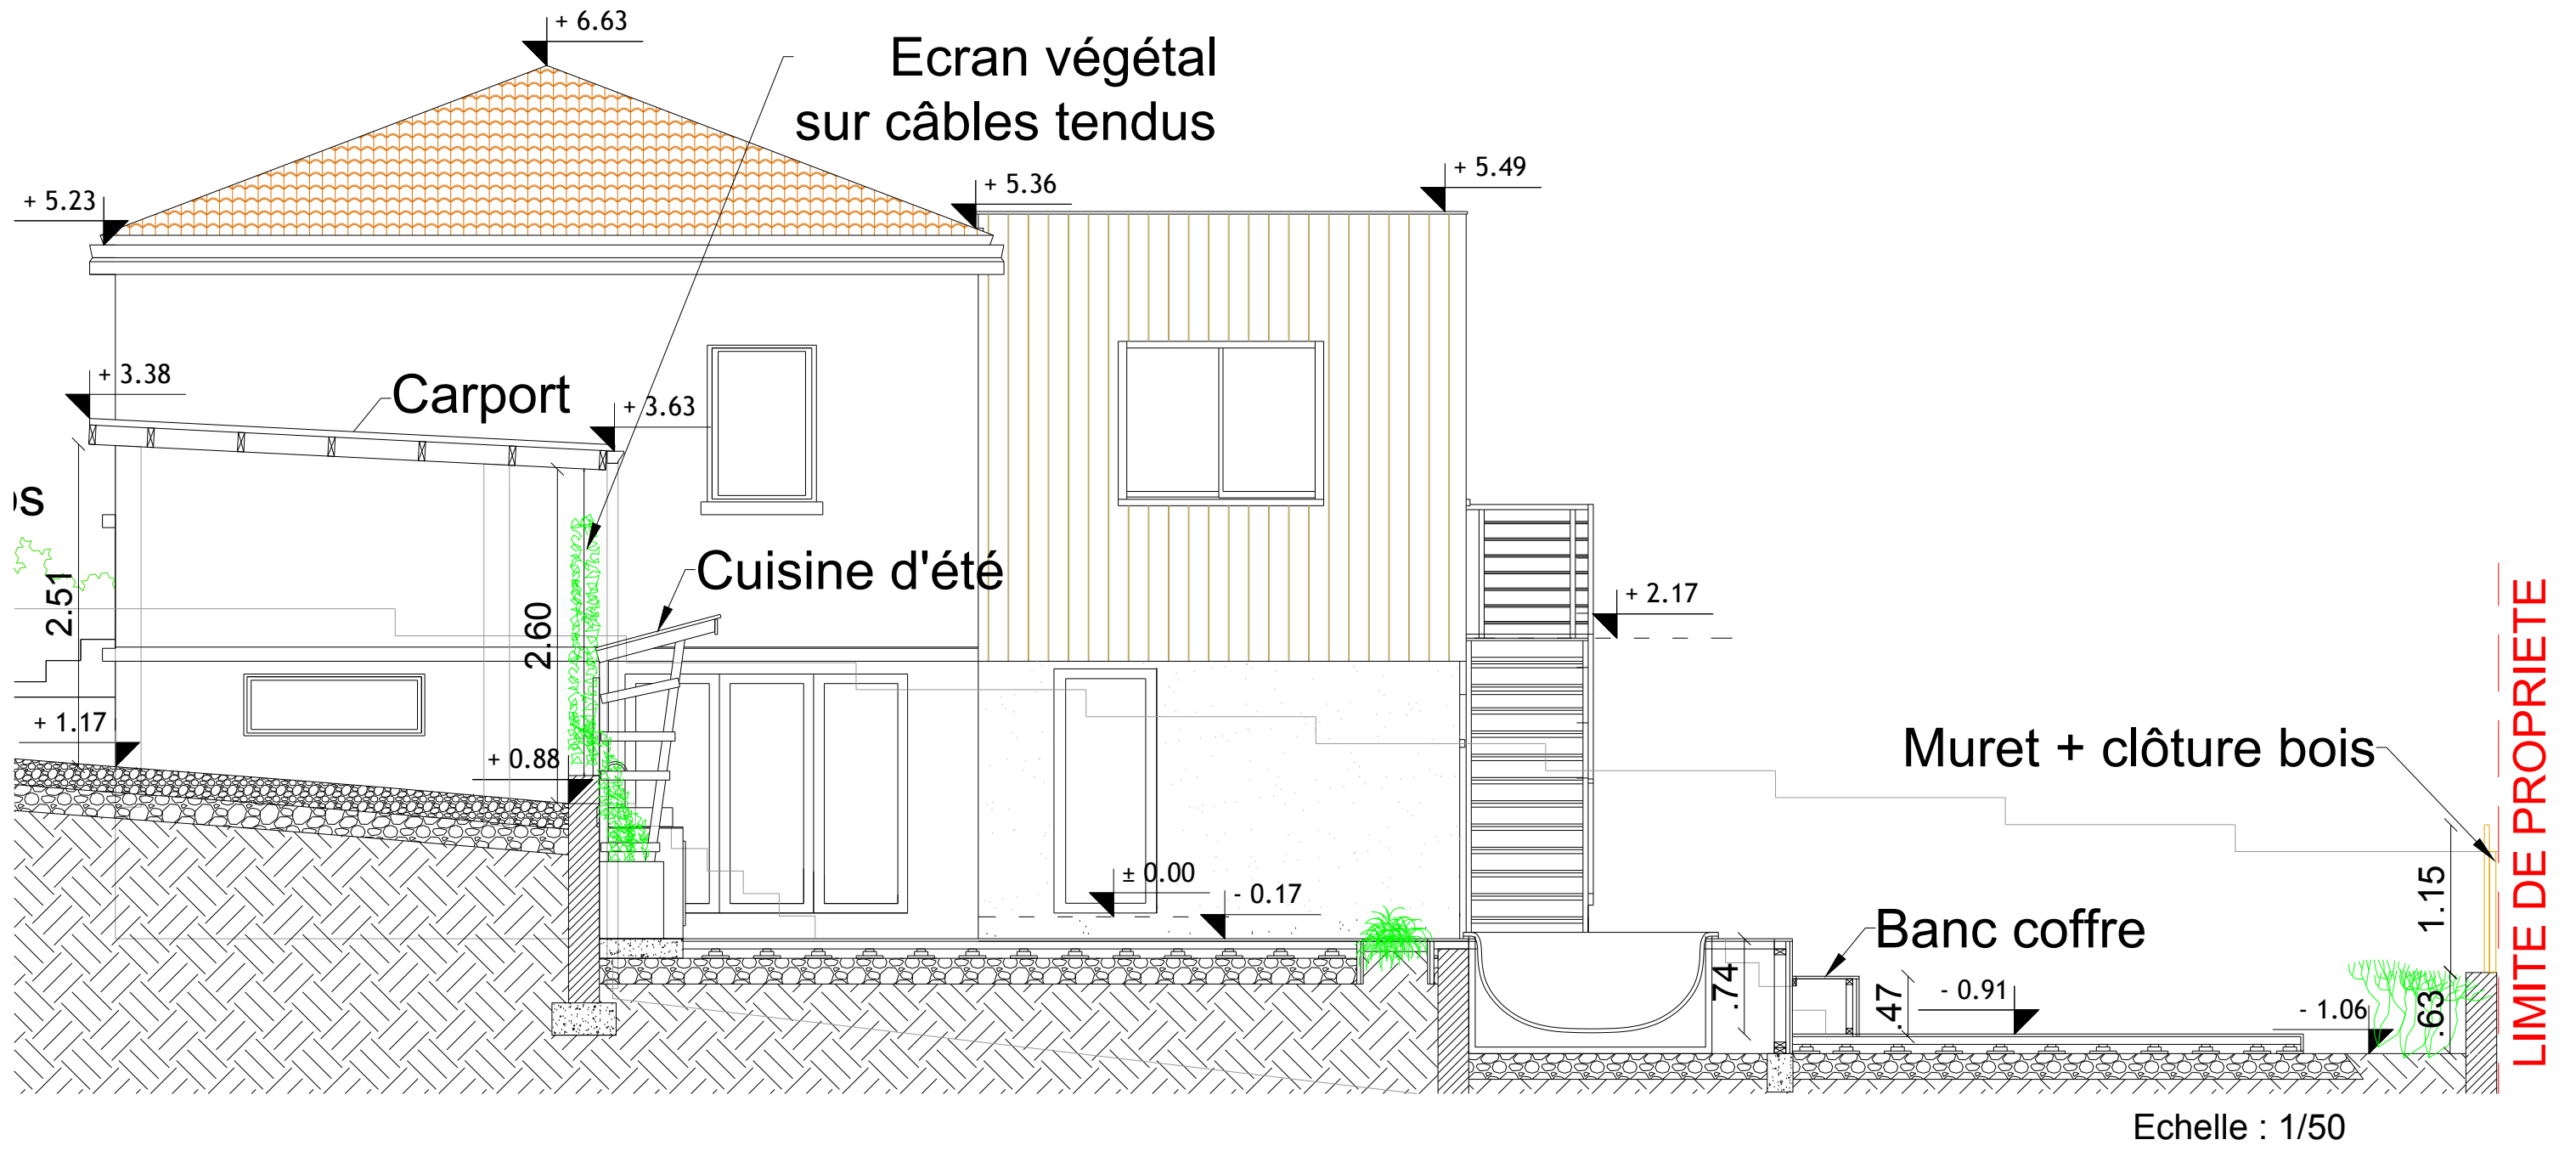 + 6.63
Ecran végétal
sur câbles tendus
+ 5.23
+ 5.36
+ 5.49
+ 3.38
Carport
+ 3.63
2.51
2.60
Cuisine d'été
+ 2.17
+ 1.17
+ 0.88
Muret + clôture bois
± 0.00
- 0.17
Banc coffre
1.15
.74
.47
- 0.91
- 1.06
.63
LIMITE DE PROPRIETE
Echelle : 1/50